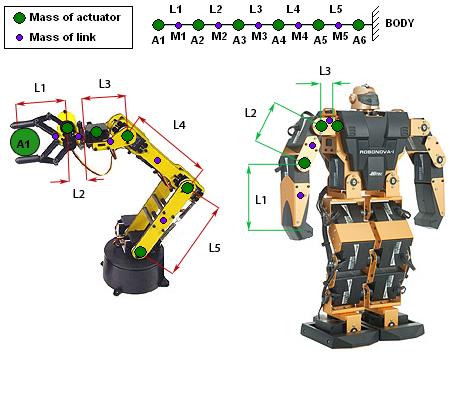 Mass of actuator
Mass of link
L1 L2 L3 L4 L5
BODY
A1 M1 A2 M2 A3 M3 A4 M4 A5 M5 A6
L1
L3
L4
A1
L2
L5
L3
L2
L1
ROBONOVA-I